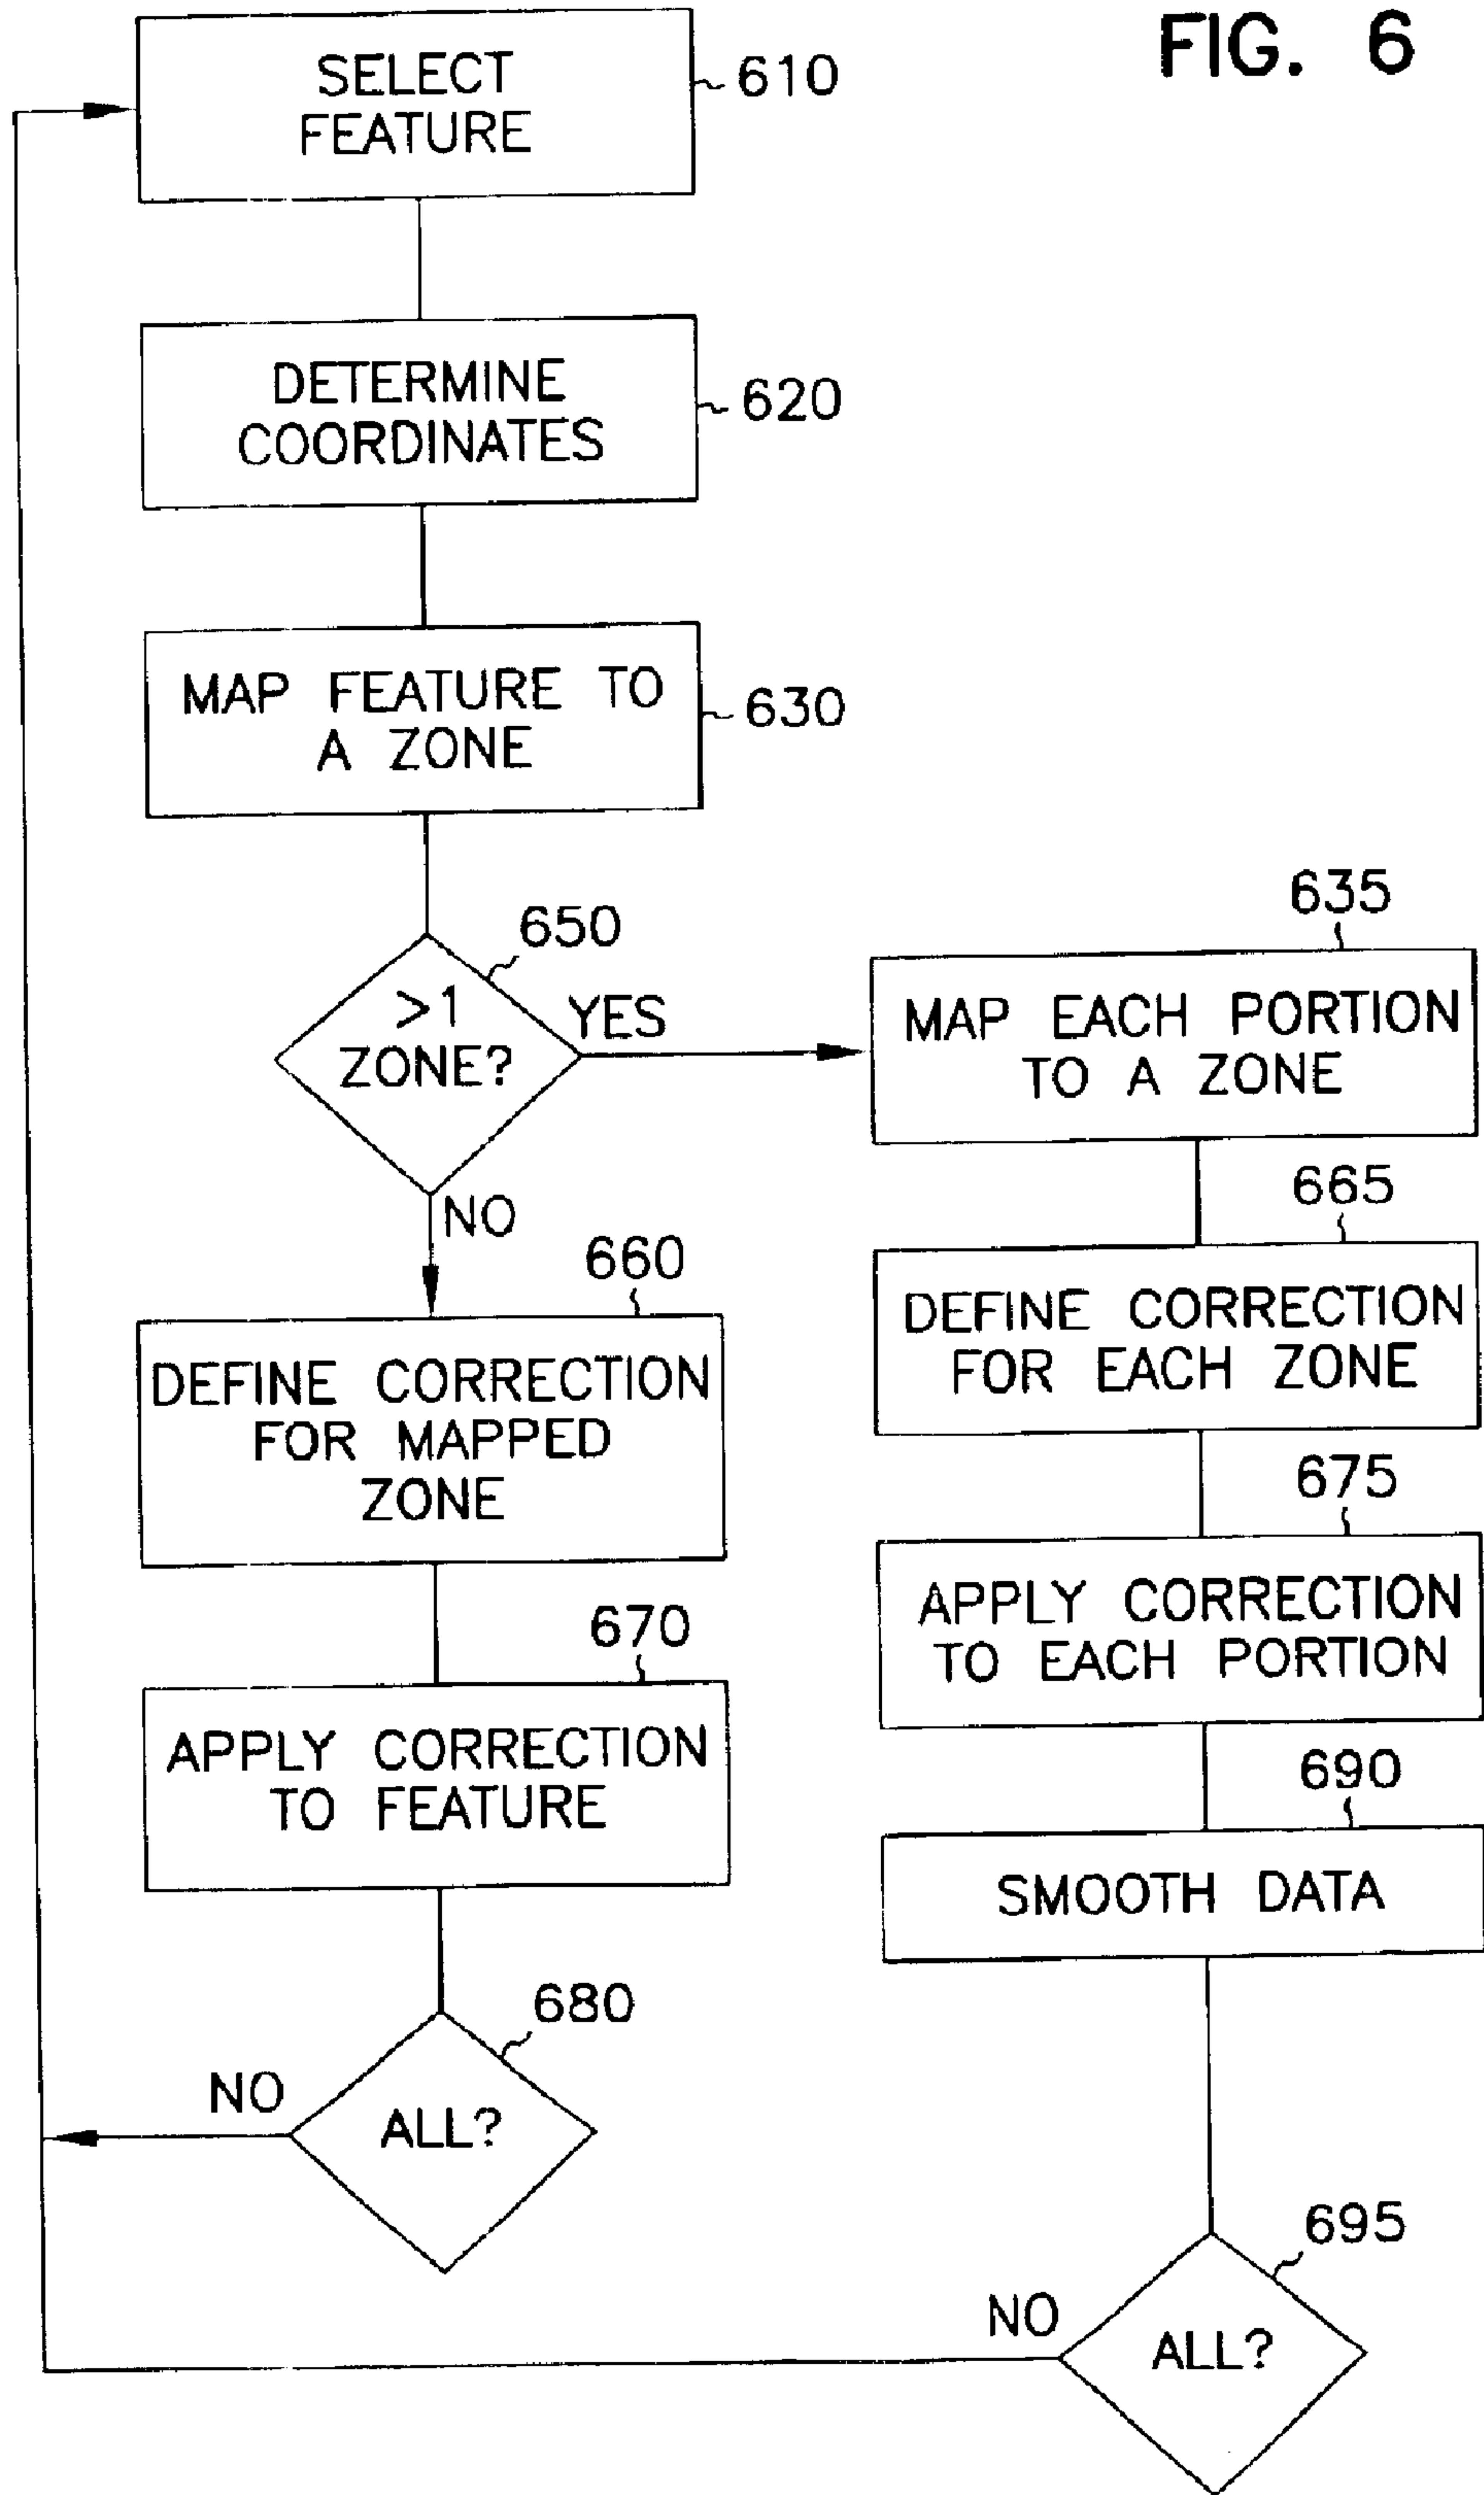 FIG. 6
SELECT
FEATURE
610
DETERMINE
COORDINATES
620
MAP FEATURE TO
A ZONE
630
>1
ZONE?
650
YES
NO
635
MAP EACH PORTION
TO A ZONE
665
DEFINE CORRECTION
FOR EACH ZONE
675
APPLY CORRECTION
TO EACH PORTION
690
SMOOTH DATA
695
ALL?
NO
660
DEFINE CORRECTION
FOR MAPPED
ZONE
670
APPLY CORRECTION
TO FEATURE
680
ALL?
NO